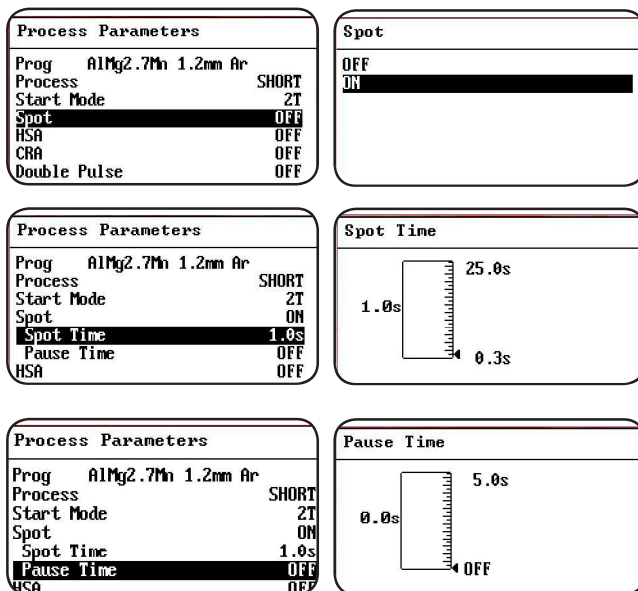 Process Parameters
Prog AlMg2.7Mn 1.2mm Ar
Process SHORT
Start Mode 2T
Spot OFF
HSA OFF
CRA OFF
Double Pulse OFF
Spot
OFF
ON
Process Parameters
Prog AlMg2.7Mn 1.2mm Ar
Process SHORT
Start Mode 2T
Spot ON
Spot Time 1.0s
Pause Time OFF
HSA OFF
Spot Time
25.0s
1.0s
0.3s
Process Parameters
Prog AlMg2.7Mn 1.2mm Ar
Process SHORT
Start Mode 2T
Spot ON
Spot Time 1.0s
Pause Time OFF
HSA OFF
Pause Time
5.0s
0.0s
OFF